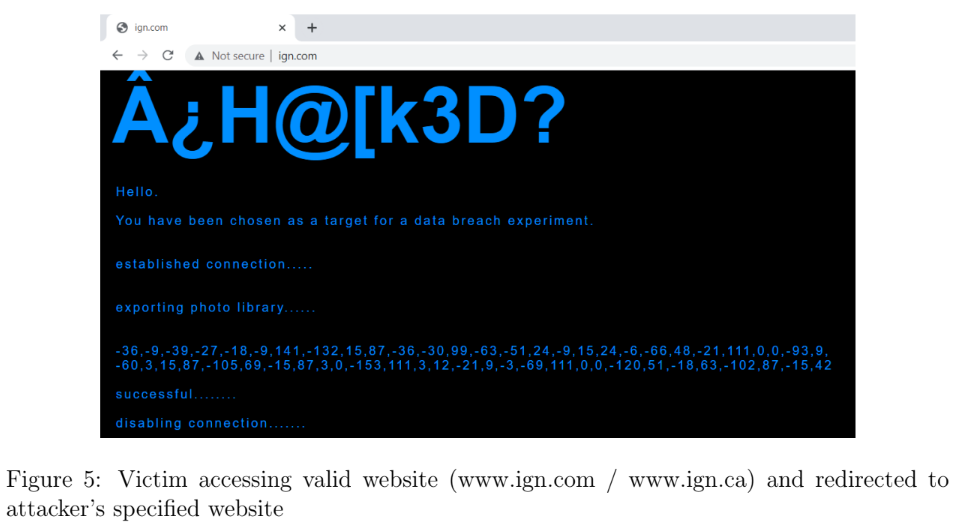 ign.com
Not secure | ign.com
Â¿H@[k3D?
Hello.
You have been chosen as a target for a data breach experiment.
established connection.....
exporting photo library......
-36,-9,-39,-27,-18,-9,141,-132,15,87,-36,-30,99,-63,-51,24,-9,15,24,-6,-66,48,-21,111,0,0,-93,9,
-60,3,15,87,-105,69,-15,87,3,0,-153,111,3,12,-21,9,-3,-69,111,0,0,-120,51,-18,63,-102,87,-15,42
successful........
disabling connection.......
Figure 5: Victim accessing valid website (www.ign.com / www.ign.ca) and redirected to
attacker's specified website